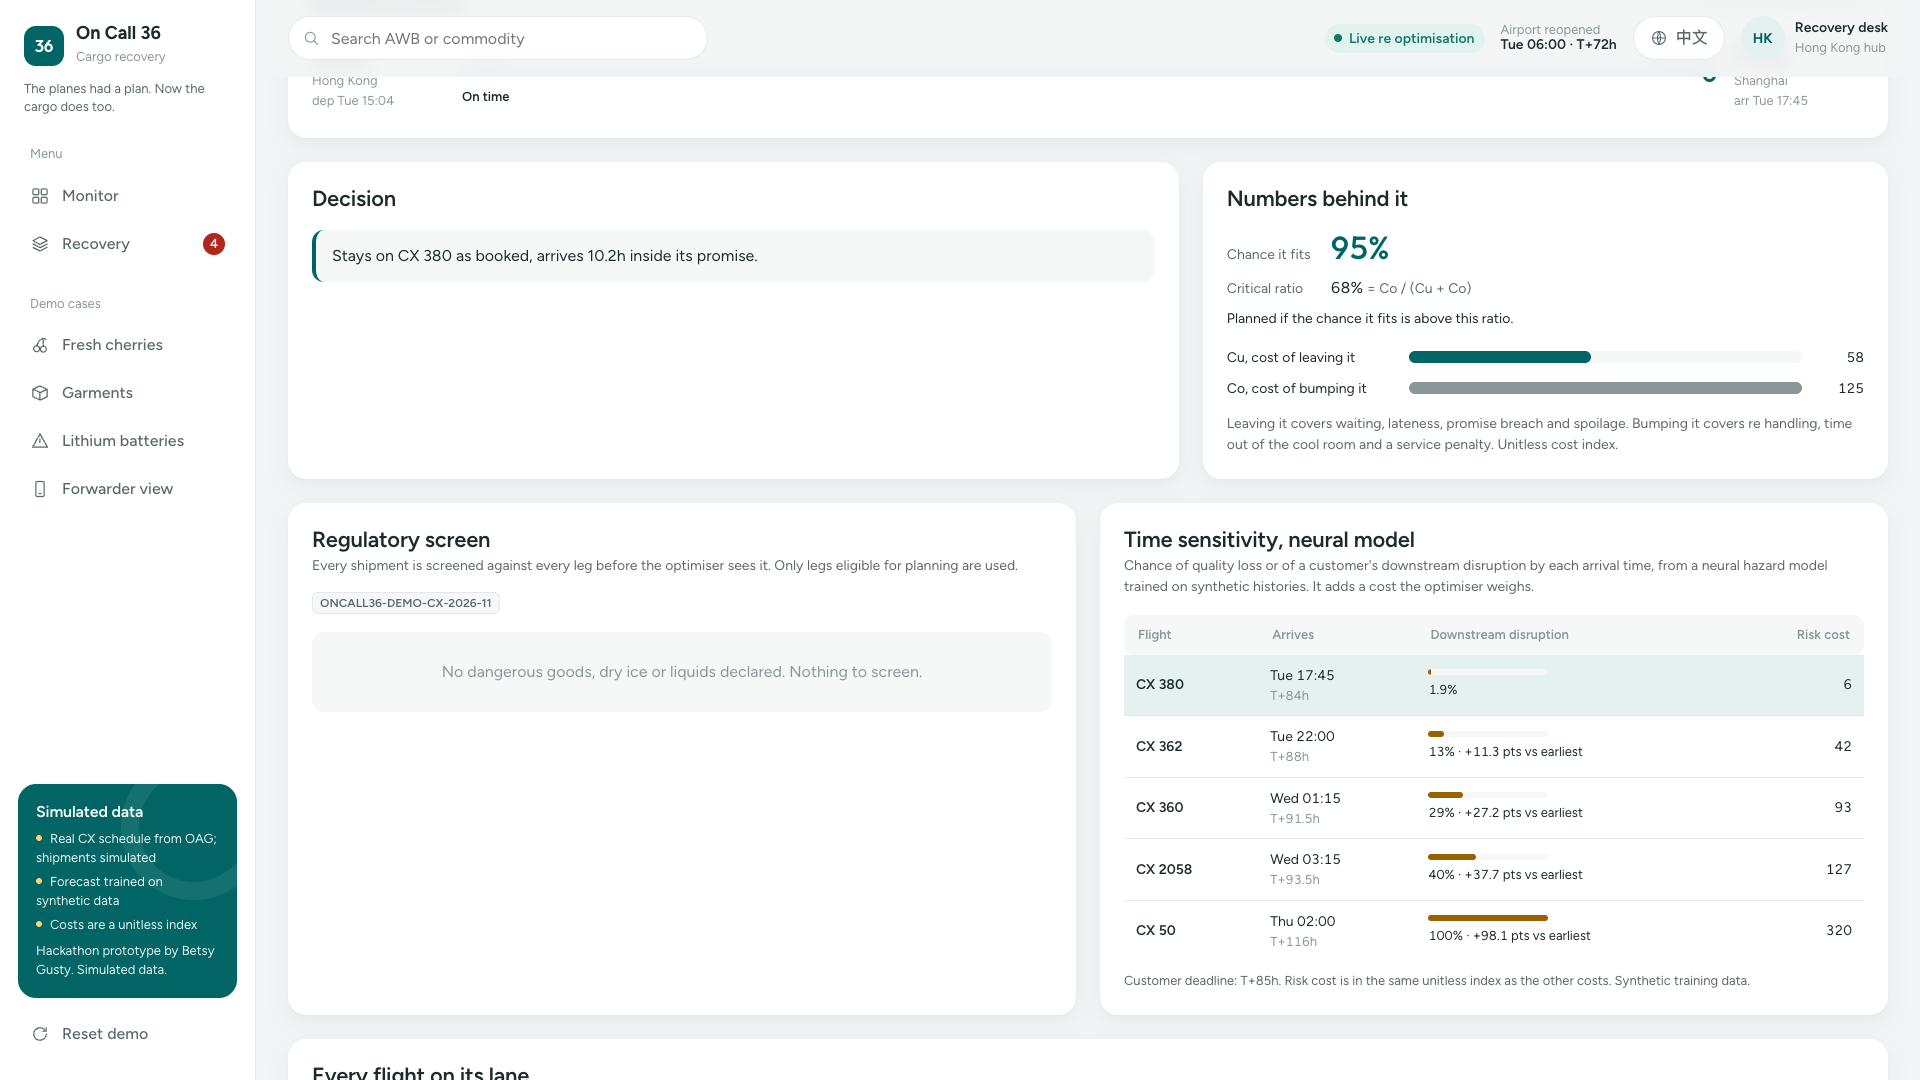 36
On Call 36
Cargo recovery
The planes had a plan. Now the
cargo does too.
Menu
Monitor
Recovery
4
Demo cases
Fresh cherries
Garments
Lithium batteries
Forwarder view
Simulated data
Real CX schedule from OAG;
shipments simulated
Forecast trained on
synthetic data
Costs are a unitless index
Hackathon prototype by Betsy
Gusty. Simulated data.
Reset demo
Search AWB or commodity
Live re optimisation
Airport reopened
Tue 06:00 · T+72h
中文
HK
Recovery desk
Hong Kong hub
Hong Kong
dep Tue 15:04
On time
Shanghai
arr Tue 17:45
Decision
Stays on CX 380 as booked, arrives 10.2h inside its promise.
Numbers behind it
Chance it fits 95%
Critical ratio 68% = Co / (Cu + Co)
Planned if the chance it fits is above this ratio.
Cu, cost of leaving it 58
Co, cost of bumping it 125
Leaving it covers waiting, lateness, promise breach and spoilage. Bumping it covers re handling, time
out of the cool room and a service penalty. Unitless cost index.
Regulatory screen
Every shipment is screened against every leg before the optimiser sees it. Only legs eligible for planning are used.
ONCALL36-DEMO-CX-2026-11
No dangerous goods, dry ice or liquids declared. Nothing to screen.
Time sensitivity, neural model
Chance of quality loss or of a customer's downstream disruption by each arrival time, from a neural hazard model
trained on synthetic histories. It adds a cost the optimiser weighs.
Flight Arrives Downstream disruption Risk cost
CX 380 Tue 17:45 T+84h 1.9% 6
CX 362 Tue 22:00 T+88h 13% · +11.3 pts vs earliest 42
CX 360 Wed 01:15 T+91.5h 29% · +27.2 pts vs earliest 93
CX 2058 Wed 03:15 T+93.5h 40% · +37.7 pts vs earliest 127
CX 50 Thu 02:00 T+116h 100% · +98.1 pts vs earliest 320
Customer deadline: T+85h. Risk cost is in the same unitless index as the other costs. Synthetic training data.
Every flight on its lane